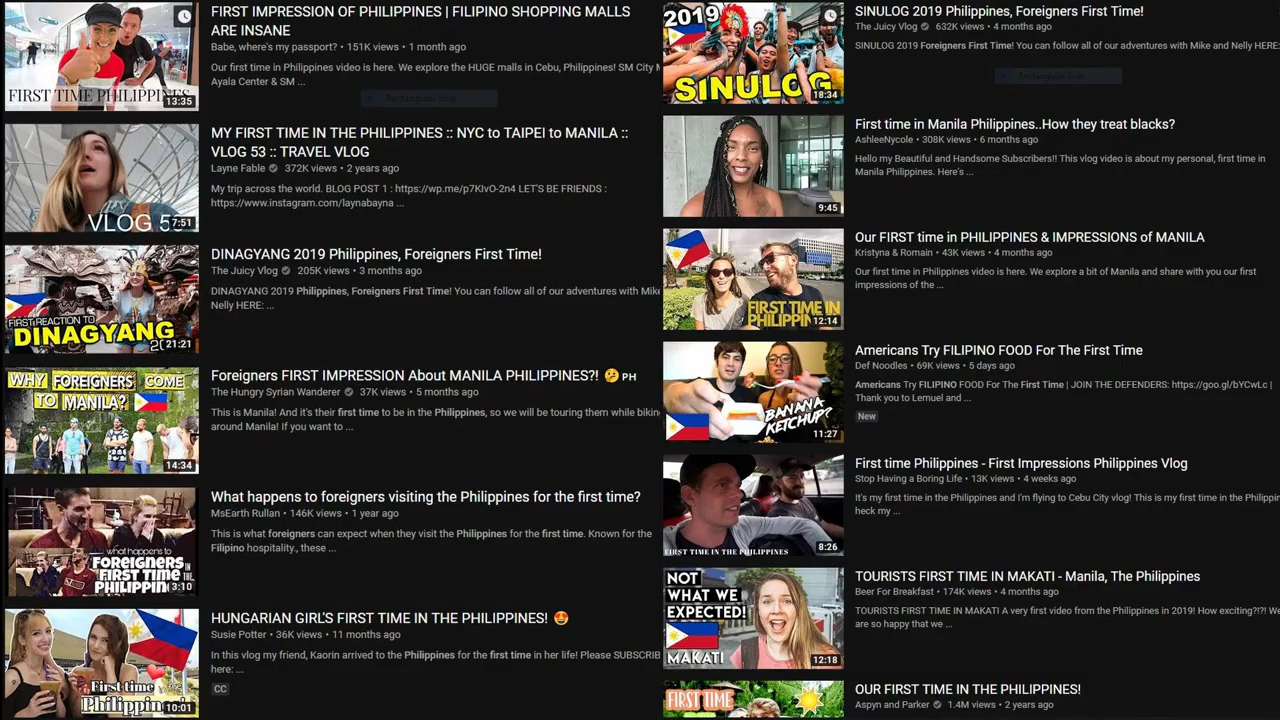 FIRST TIME PHILIPPINES
13:35
FIRST IMPRESSION OF PHILIPPINES | FILIPINO SHOPPING MALLS
ARE INSANE
Babe, where's my passport? • 151K views • 1 month ago
Our first time in Philippines video is here. We explore the HUGE malls in Cebu, Philippines! SM City M
Ayala Center & SM ...
Rectangular Snip
VLOG 53
7:51
MY FIRST TIME IN THE PHILIPPINES :: NYC to TAIPEI to MANILA ::
VLOG 53 :: TRAVEL VLOG
Layne Fable 372K views • 2 years ago
My trip across the world. BLOG POST 1 : https://wp.me/p7KIvO-2n4 LET'S BE FRIENDS :
https://www.instagram.com/laynabayna ...
FIRST REACTION TO
DINAGYANG
21:21
DINAGYANG 2019 Philippines, Foreigners First Time!
The Juicy Vlog 205K views • 3 months ago
DINAGYANG 2019 Philippines, Foreigners First Time! You can follow all of our adventures with Mike
Nelly HERE: ...
WHY FOREIGNERS COME
TO MANILA?
14:34
Foreigners FIRST IMPRESSION About MANILA PHILIPPINES?! 🤔 PH
The Hungry Syrian Wanderer 37K views • 5 months ago
This is Manila! And it's their first time to be in the Philippines, so we will be touring them while bikin
around Manila! If you want to ...
what happens to
FOREIGNERS IN
FIRST TIME THE
PHILIPPIN
3:10
What happens to foreigners visiting the Philippines for the first time?
MsEarth Rullan • 146K views • 1 year ago
This is what foreigners can expect when they visit the Philippines for the first time. Known for the
Filipino hospitality., these ...
First time
Philippin
10:01
HUNGARIAN GIRL'S FIRST TIME IN THE PHILIPPINES! 🤩
Susie Potter • 36K views • 11 months ago
In this vlog my friend, Kaorin arrived to the Philippines for the first time in her life! Please SUBSCRIB
here: ...
CC
2019
SINULOG
18:34
SINULOG 2019 Philippines, Foreigners First Time!
The Juicy Vlog 632K views • 4 months ago
SINULOG 2019 Foreigners First Time! You can follow all of our adventures with Mike and Nelly HERE:
Rectangular Snip
9:45
First time in Manila Philippines..How they treat blacks?
AshleeNycole • 308K views • 6 months ago
Hello my Beautiful and Handsome Subscribers!! This vlog video is about my personal, first time in
Manila Philippines. Here's ...
FIRST TIME IN
PHILIPPIN
12:14
Our FIRST time in PHILIPPINES & IMPRESSIONS of MANILA
Kristyna & Romain • 43K views • 4 months ago
Our first time in Philippines video is here. We explore a bit of Manila and share with you our first
impressions of the ...
BANANA
KETCHUP?
11:27
Americans Try FILIPINO FOOD For The First Time
Def Noodles • 69K views • 5 days ago
Americans Try FILIPINO FOOD For The First Time | JOIN THE DEFENDERS: https://goo.gl/bYCwLc |
Thank you to Lemuel and ...
New
FIRST TIME IN THE PHILIPPINES
8:26
First time Philippines - First Impressions Philippines Vlog
Stop Having a Boring Life • 13K views • 4 weeks ago
It's my first time in the Philippines and I'm flying to Cebu City vlog! This is my first time in the Philippin
heck my ...
NOT
WHAT WE
EXPECTED!
MAKATI
12:18
TOURISTS FIRST TIME IN MAKATI - Manila, The Philippines
Beer For Breakfast • 174K views • 4 months ago
TOURISTS FIRST TIME IN MAKATI A very first video from the Philippines in 2019! How exciting?!?! We
are so happy that we ...
FIRST TIME
OUR FIRST TIME IN THE PHILIPPINES!
Aspyn and Parker 1.4M views • 2 years ago